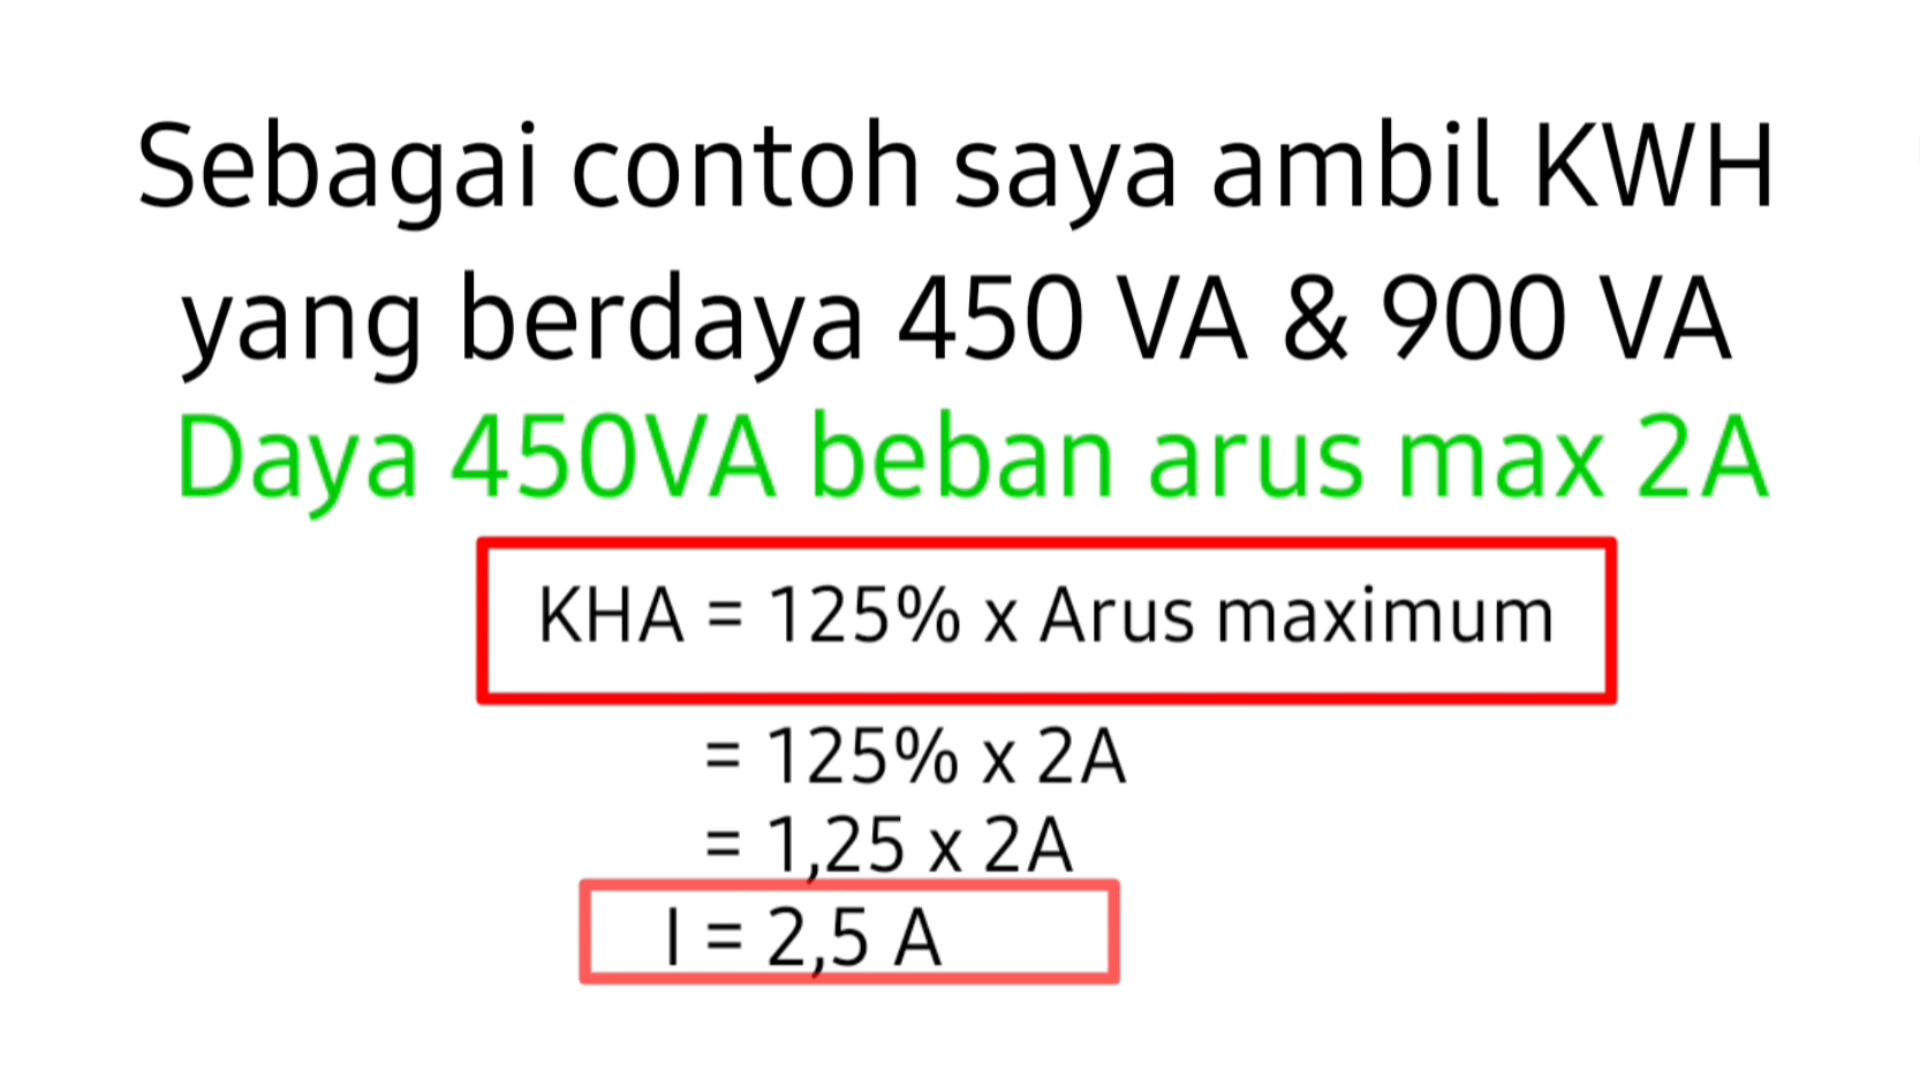 Sebagai contoh saya ambil KWH
yang berdaya 450 VA & 900 VA
Daya 450VA beban arus max 2A
KHA = 125% x Arus maximum
= 125% x 2A
= 1,25 x 2A
I = 2,5 A